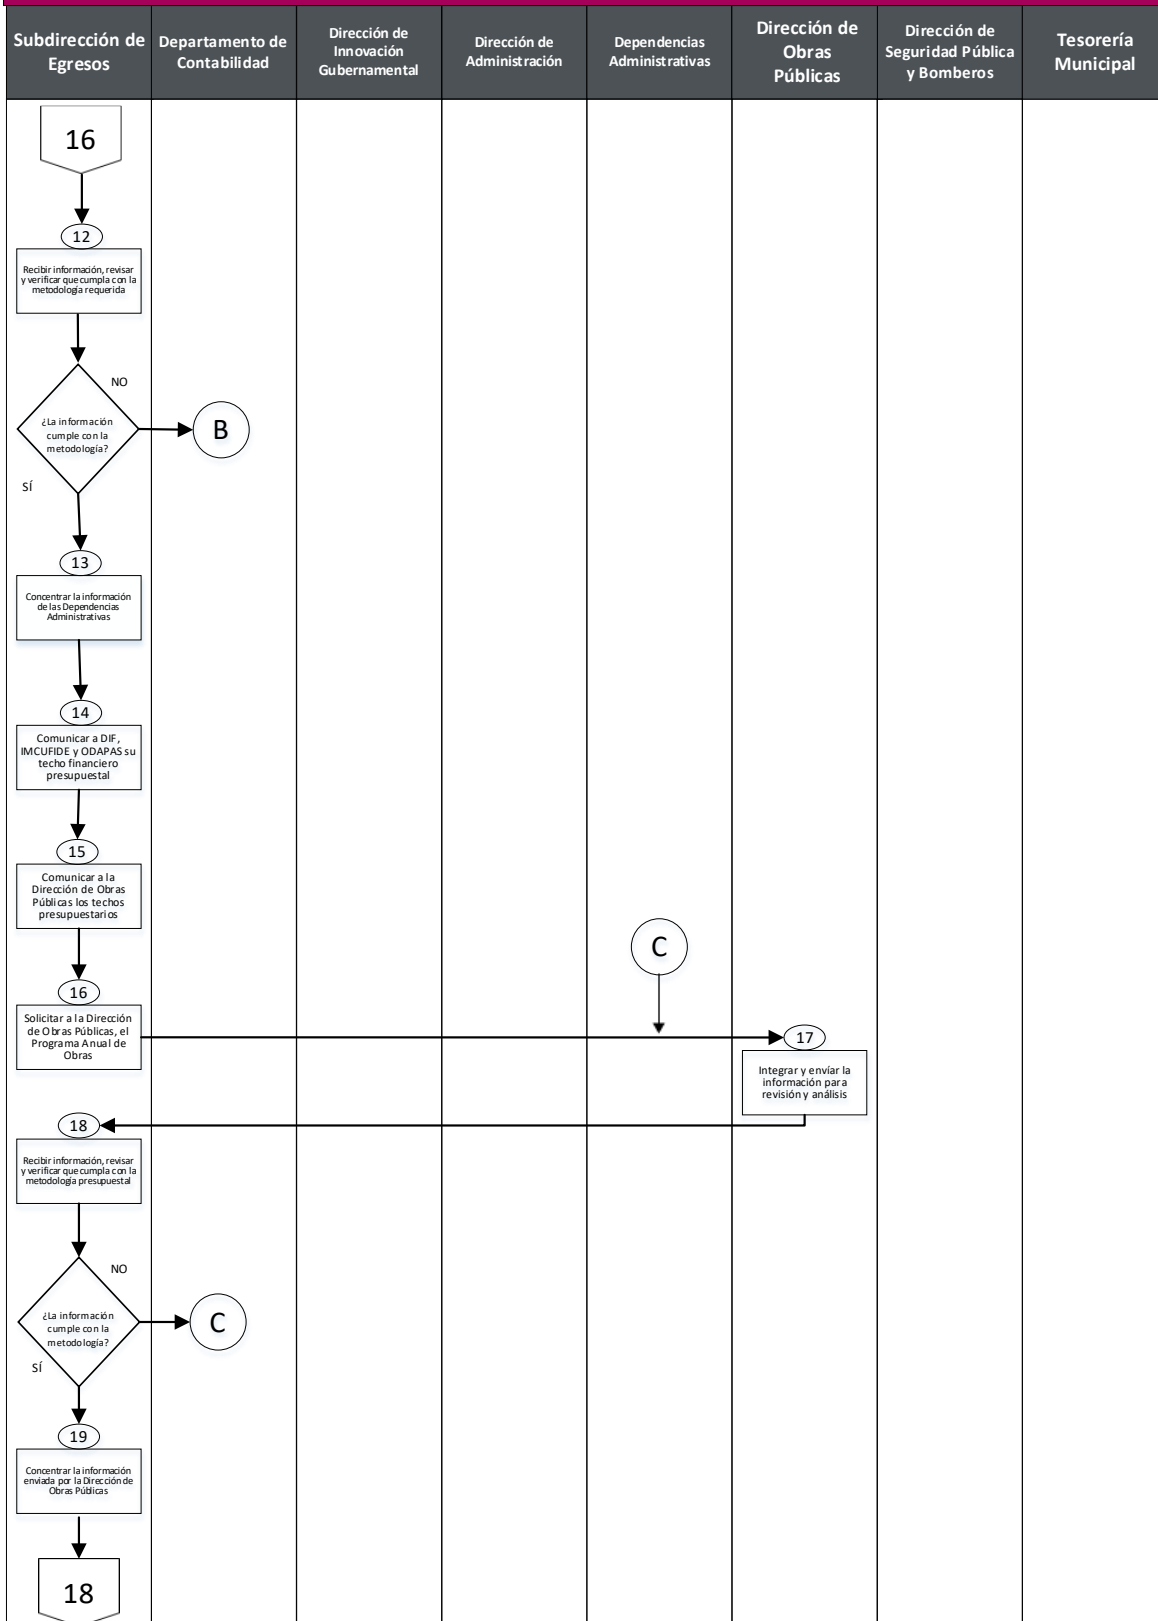 Subdirección de
Egresos
Departamento de
Contabilidad
Dirección de
Innovación
Gubernamental
Dirección de
Administración
Dependencias
Administrativas
Dirección de
Obras
Públicas
Dirección de
Seguridad Pública
y Bomberos
Tesorería
Municipal
16
12
Recibir información, revisar
y verificar que cumpla con la
metodología requerida
NO
¿La información
cumple con la
metodología?
B
SÍ
13
Concentrar la información
de las Dependencias
Administrativas
14
Comunicar a DIF,
IMCUFIDE y ODAPAS su
techo financiero
presupuestal
15
Comunicar a la
Dirección de Obras
Públicas los techos
presupuestarios
C
16
Solicitar a la Dirección
de Obras Públicas, el
Programa Anual de
Obras
17
Integrar y envíar la
información para
revisión y análisis
18
Recibir información, revisar
y verificar que cumpla con la
metodología presupuestal
NO
¿La información
cumple con la
metodología?
C
SÍ
19
Concentrar la información
enviada por la Dirección de
Obras Públicas
18